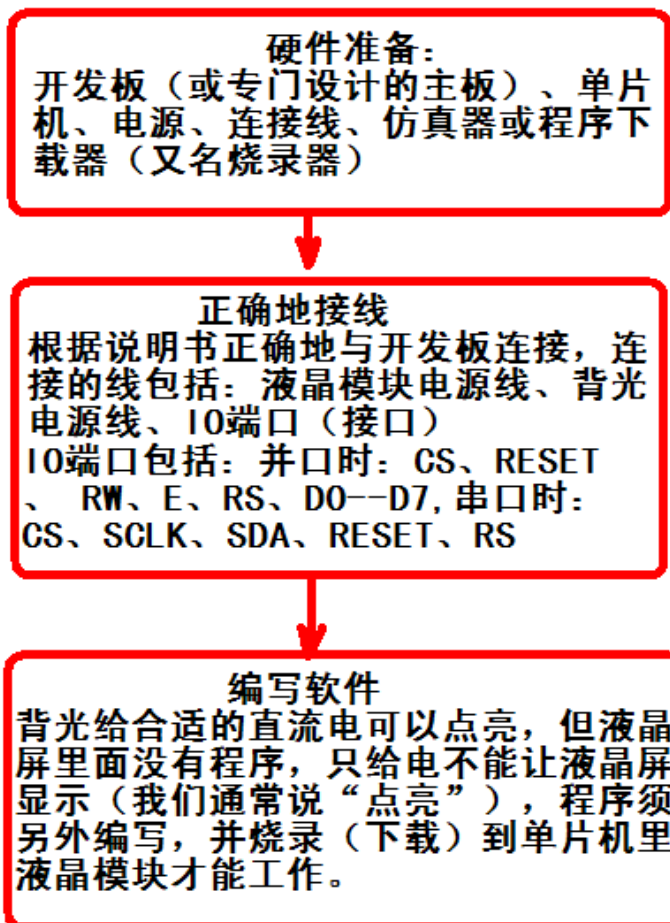 硬件准备：
开发板（或专门设计的主板）、单片
机、电源、连接线、仿真器或程序下
载器（又名烧录器）
正确地接线
根据说明书正确地与开发板连接，连
接的线包括：液晶模块电源线、背光
电源线、IO端口（接口）
IO端口包括：并口时：CS、RESET
、 RW、E、RS、D0--D7,串口时：
CS、SCLK、SDA、RESET、RS
编写软件
背光给合适的直流电可以点亮，但液晶
屏里面没有程序，只给电不能让液晶屏
显示（我们通常说“点亮”），程序须
另外编写，并烧录（下载）到单片机里
液晶模块才能工作。